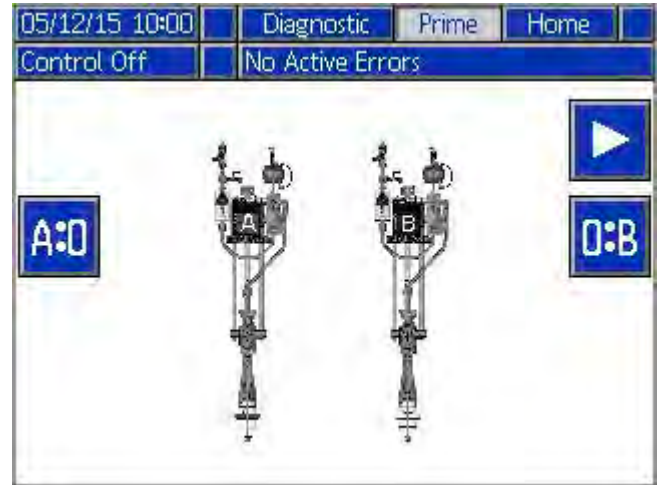 05/12/15 10:00 Diagnostic Prime Home
Control Off No Active Errors
A B
A:0 0:B